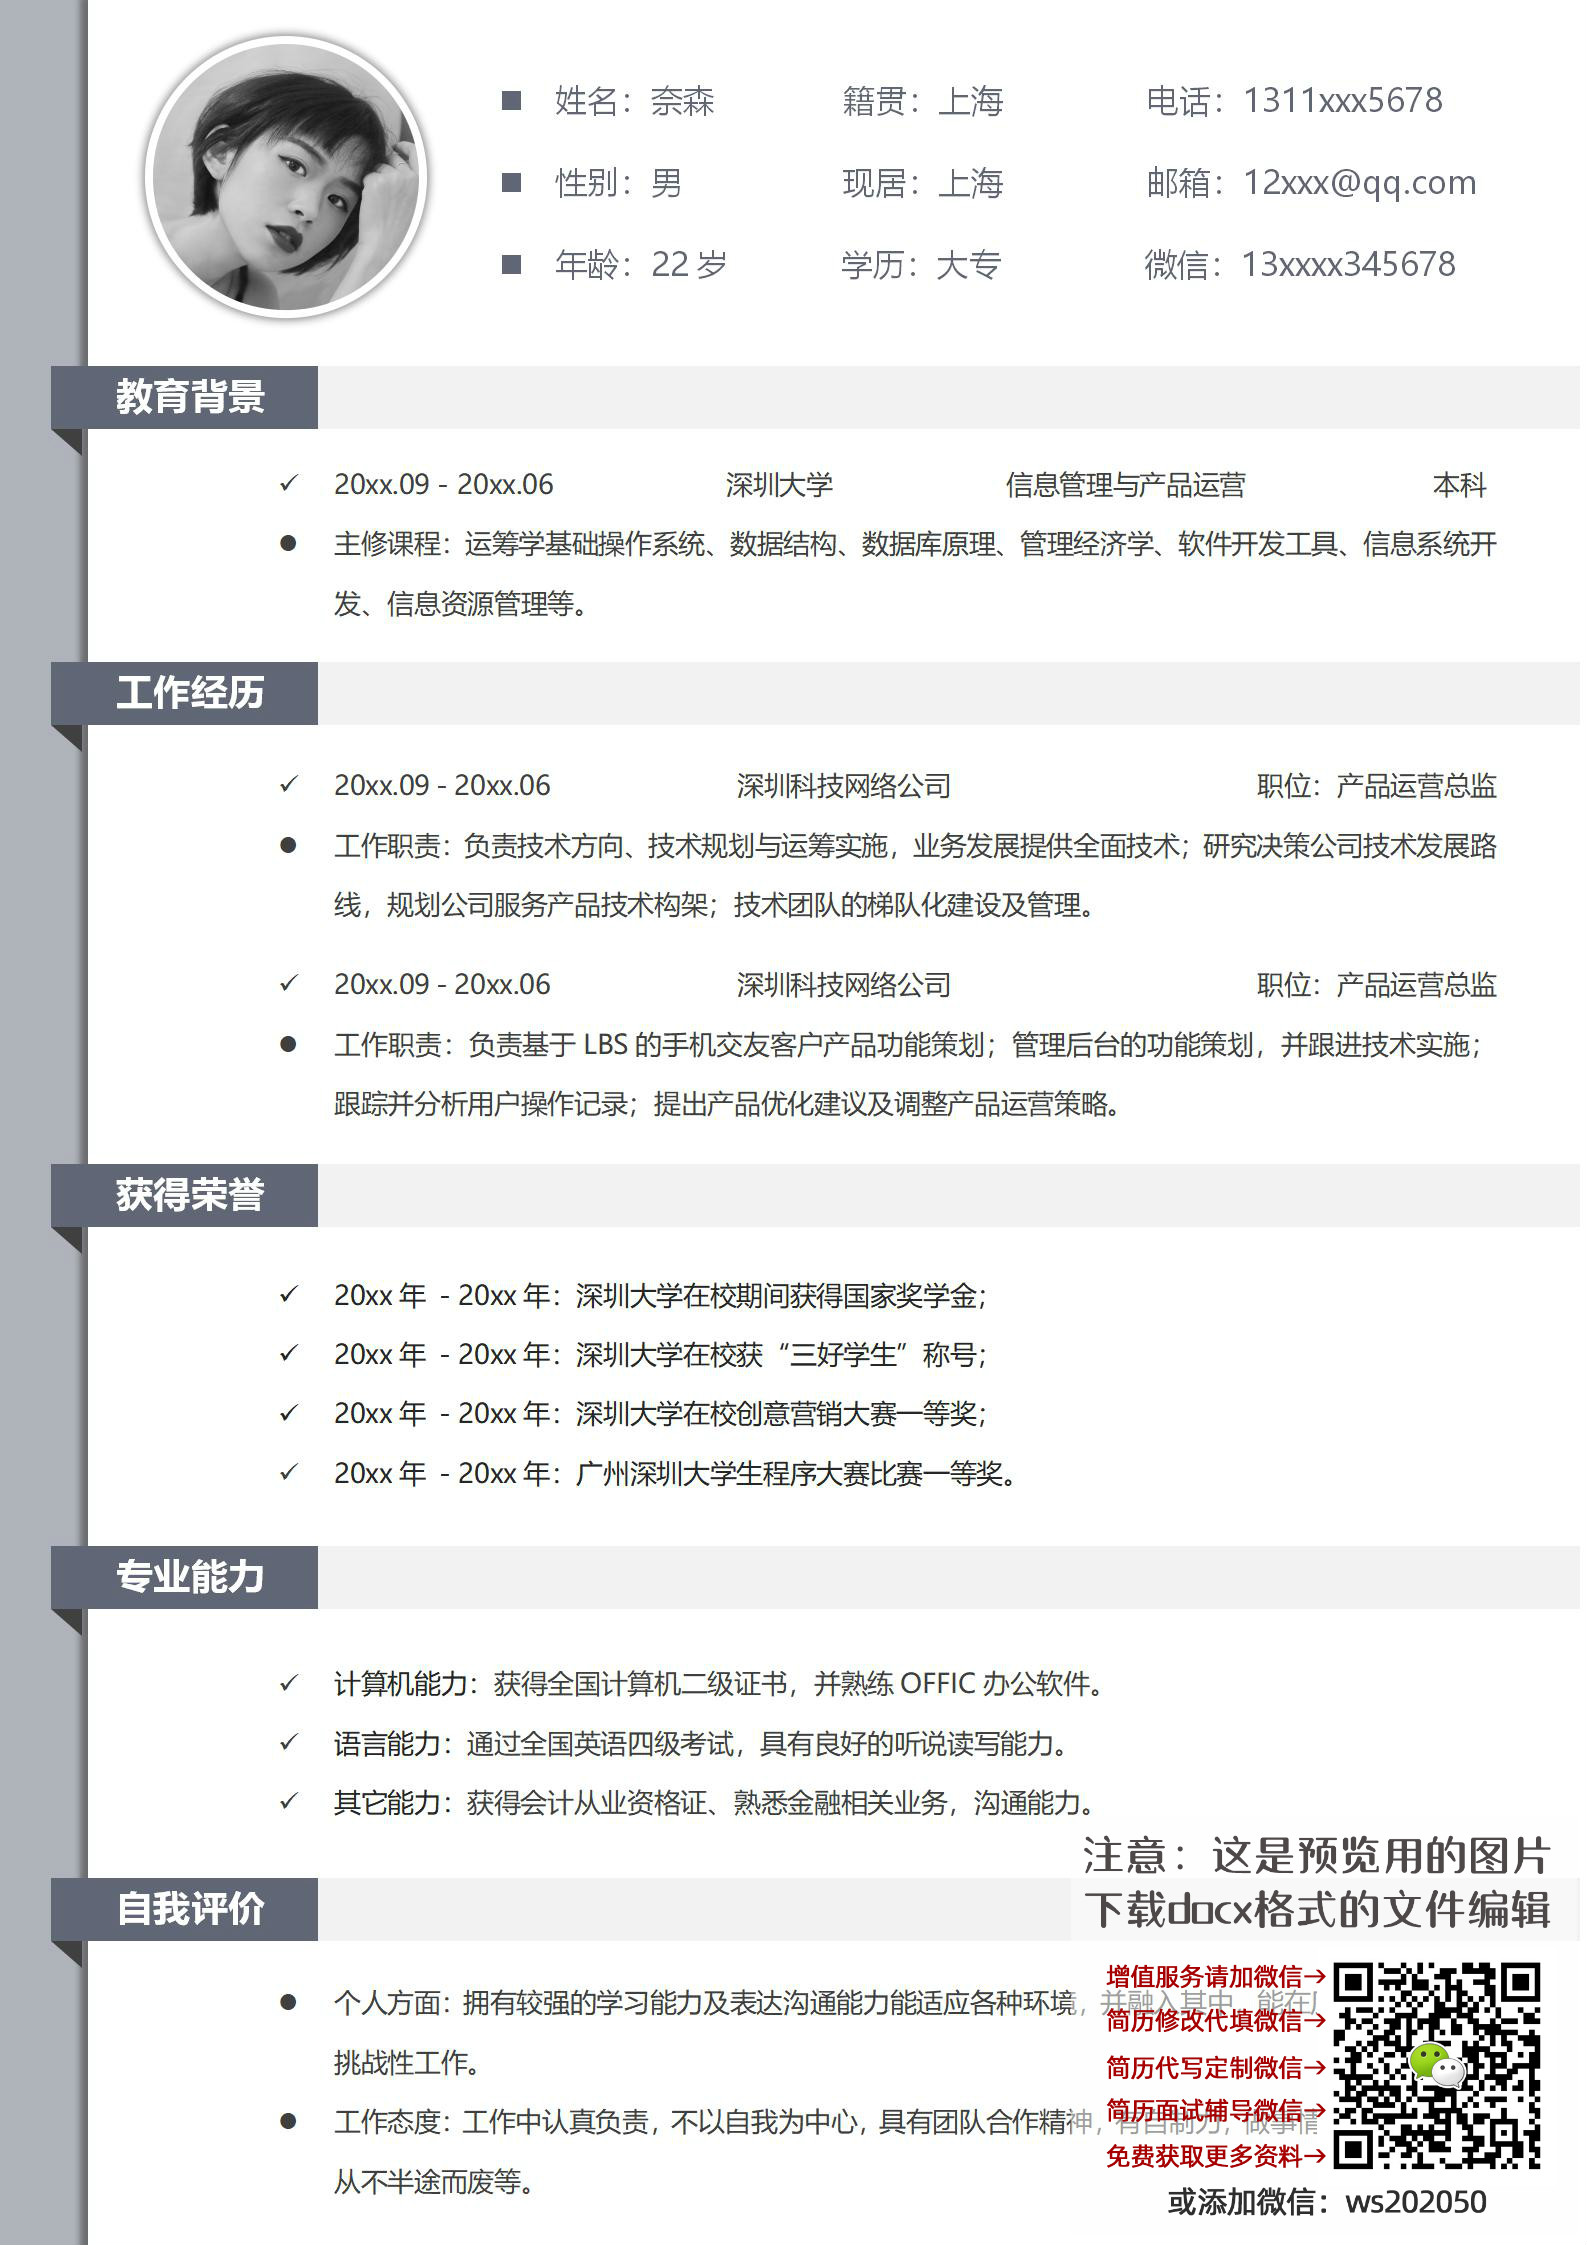 姓名：奈森 籍贯：上海 电话：1311xxx5678
性别：男 现居：上海 邮箱：12xxx@qq.com
年龄：22 岁 学历：大专 微信：13xxxx345678
教育背景
20xx.09 - 20xx.06 深圳大学 信息管理与产品运营 本科
主修课程：运筹学基础操作系统、数据结构、数据库原理、管理经济学、软件开发工具、信息系统开
发、信息资源管理等。
工作经历
20xx.09 - 20xx.06 深圳科技网络公司 职位：产品运营总监
工作职责：负责技术方向、技术规划与运筹实施，业务发展提供全面技术；研究决策公司技术发展路
线，规划公司服务产品技术构架；技术团队的梯队化建设及管理。
20xx.09 - 20xx.06 深圳科技网络公司 职位：产品运营总监
工作职责：负责基于 LBS 的手机交友客户产品功能策划；管理后台的功能策划，并跟进技术实施；
跟踪并分析用户操作记录；提出产品优化建议及调整产品运营策略。
获得荣誉
20xx 年 - 20xx 年：深圳大学在校期间获得国家奖学金；
20xx 年 - 20xx 年：深圳大学在校获“三好学生”称号；
20xx 年 - 20xx 年：深圳大学在校创意营销大赛一等奖；
20xx 年 - 20xx 年：广州深圳大学生程序大赛比赛一等奖。
专业能力
计算机能力：获得全国计算机二级证书，并熟练 OFFIC 办公软件。
语言能力：通过全国英语四级考试，具有良好的听说读写能力。
其它能力：获得会计从业资格证、熟悉金融相关业务，沟通能力。
注意：这是预览用的图片
下载docx格式的文件编辑
自我评价
个人方面：拥有较强的学习能力及表达沟通能力能适应各种环境，并融入其中，能在
挑战性工作。
工作态度：工作中认真负责，不以自我为中心，具有团队合作精神，有自制力，做事情
从不半途而废等。
增值服务请加微信→
简历修改代填微信→
简历代写定制微信→
简历面试辅导微信→
免费获取更多资料→
或添加微信：ws202050